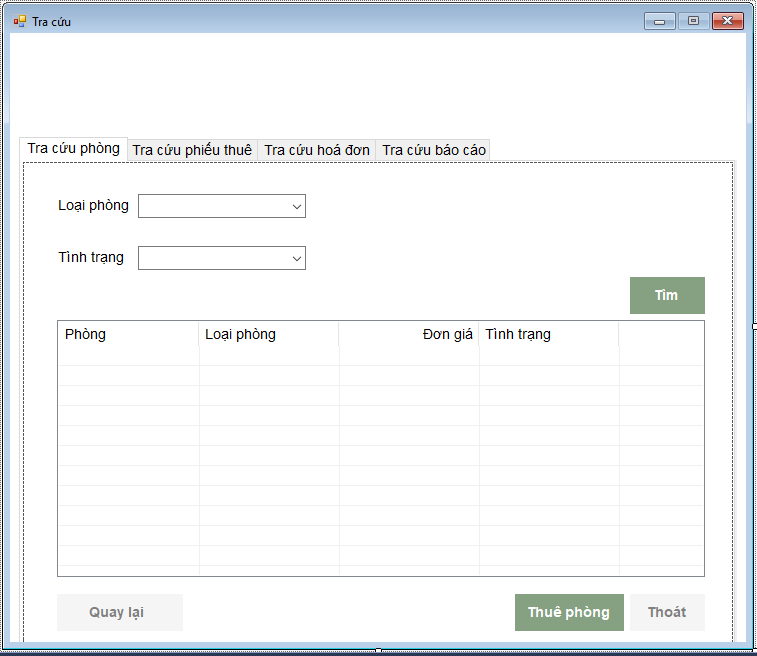 Tra cứu
Tra cứu phòng Tra cứu phiếu thuê Tra cứu hoá đơn Tra cứu báo cáo
Loại phòng
Tình trạng
Tìm
Phòng Loại phòng Đơn giá Tình trạng
Quay lại Thuê phòng Thoát